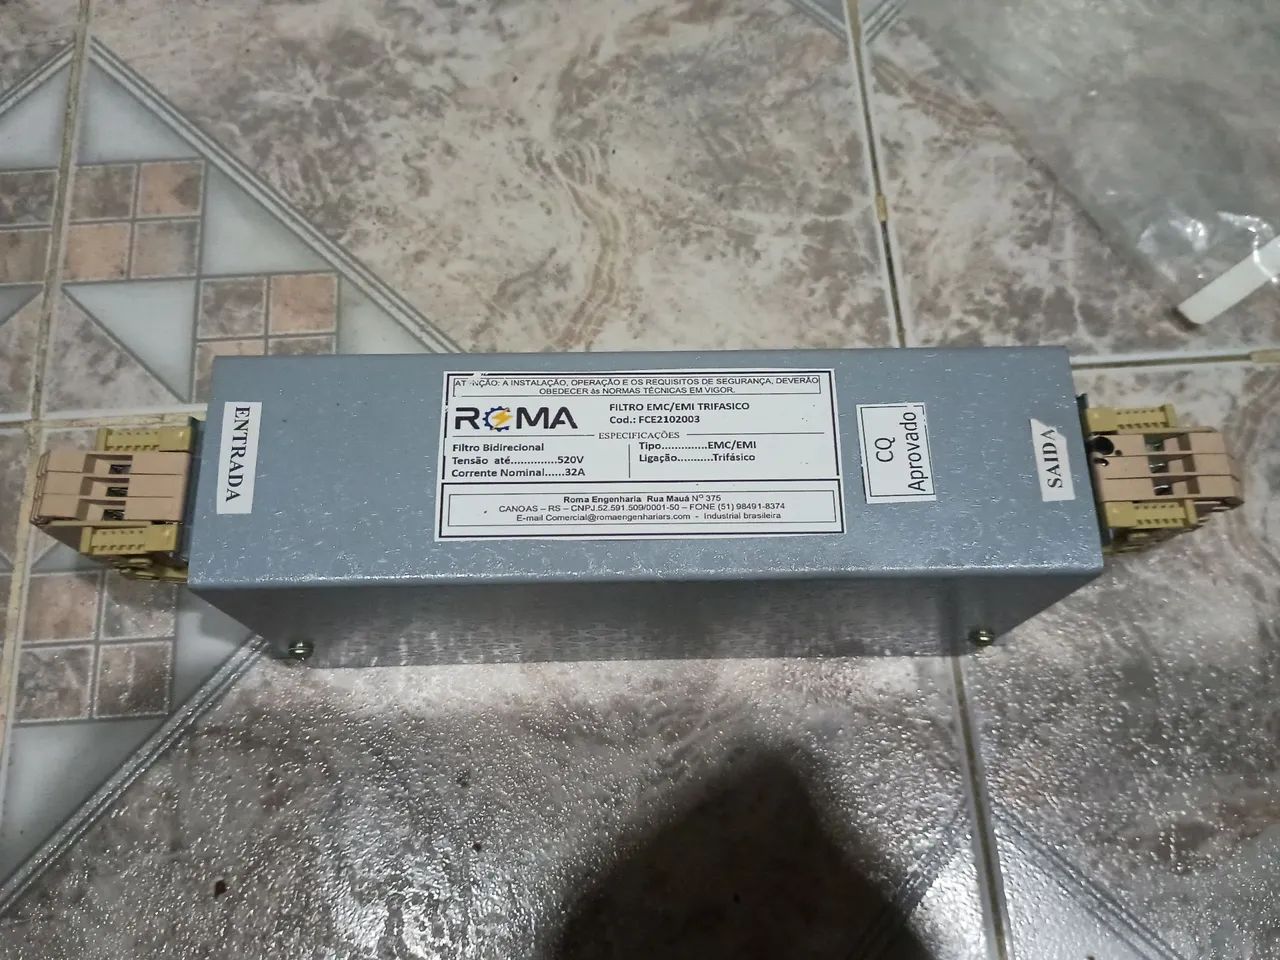 ENTRADA
AT NÇÃO: A INSTALAÇÃO, OPERAÇÃO E OS REQUISITOS DE SEGURANÇA, DEVERÃO
OBEDECER às NORMAS TÉCNICAS EM VIGOR.
ROMA
FILTRO EMC/EMI TRIFASICO
Cod.: FCE2102003
ESPECIFICAÇÕES
Filtro Bidirecional
Tensão até..............520V
Corrente Nominal......32A
Tipo.............EMC/EMI
Ligação..........Trifásico
Roma Engenharia Rua Mauá Nº 375
CANOAS – RS – CNPJ.52.591.509/0001-50 – FONE (51) 98491-8374
E-mail Comercial@romaengenhariars.com - Industrial brasileira
CQ
Aprovado
SAIDA